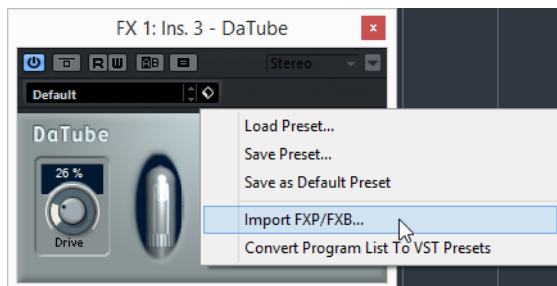 FX 1: Ins. 3 - DaTube x
R W AB Stereo
Default
Load Preset...
DaTube
Save Preset...
26 %
Save as Default Preset
Import FXP/FXB...
Drive
Convert Program List To VST Presets